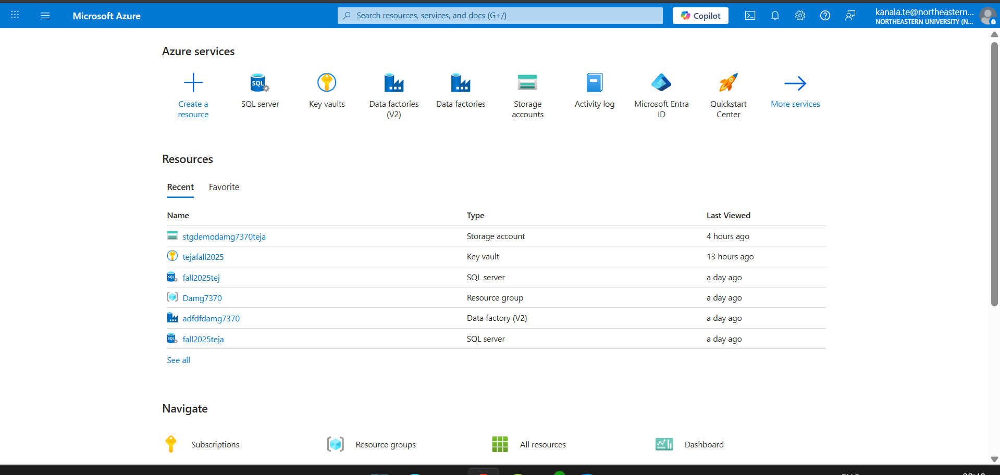 Microsoft Azure
Search resources, services, and docs (G+/)
Copilot
kanala.te@northeastern...
NORTHEASTERN UNIVERSITY (N...
Azure services
Create a
resource
SQL
SQL server
Key vaults
Data factories
(V2)
Data factories
Storage
accounts
Activity log
Microsoft Entra
ID
Quickstart
Center
More services
Resources
Recent
Favorite
Name
Type
Last Viewed
stgdemodamg7370teja
Storage account
4 hours ago
tejafall2025
Key vault
13 hours ago
SQL
fall2025tej
SQL server
a day ago
Damg7370
Resource group
a day ago
adfdfdamg7370
Data factory (V2)
a day ago
SQL
fall2025teja
SQL server
a day ago
See all
Navigate
Subscriptions
Resource groups
All resources
Dashboard